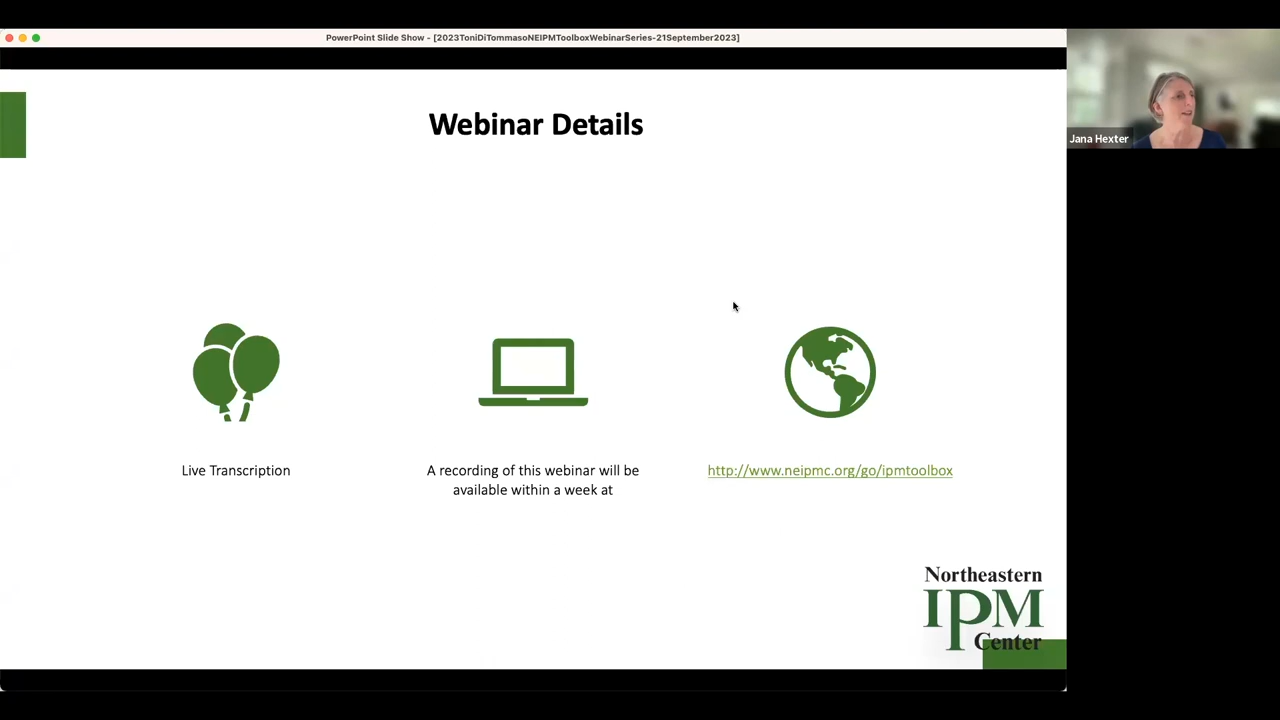 PowerPoint Slide Show - [2023ToniDiTommasoNEIPMToolboxWebinarSeries-21September2023]
Webinar Details
Jana Hexter
Live Transcription
A recording of this webinar will be
available within a week at
http://www.neipmc.org/go/ipmtoolbox
Northeastern
IPM
Center